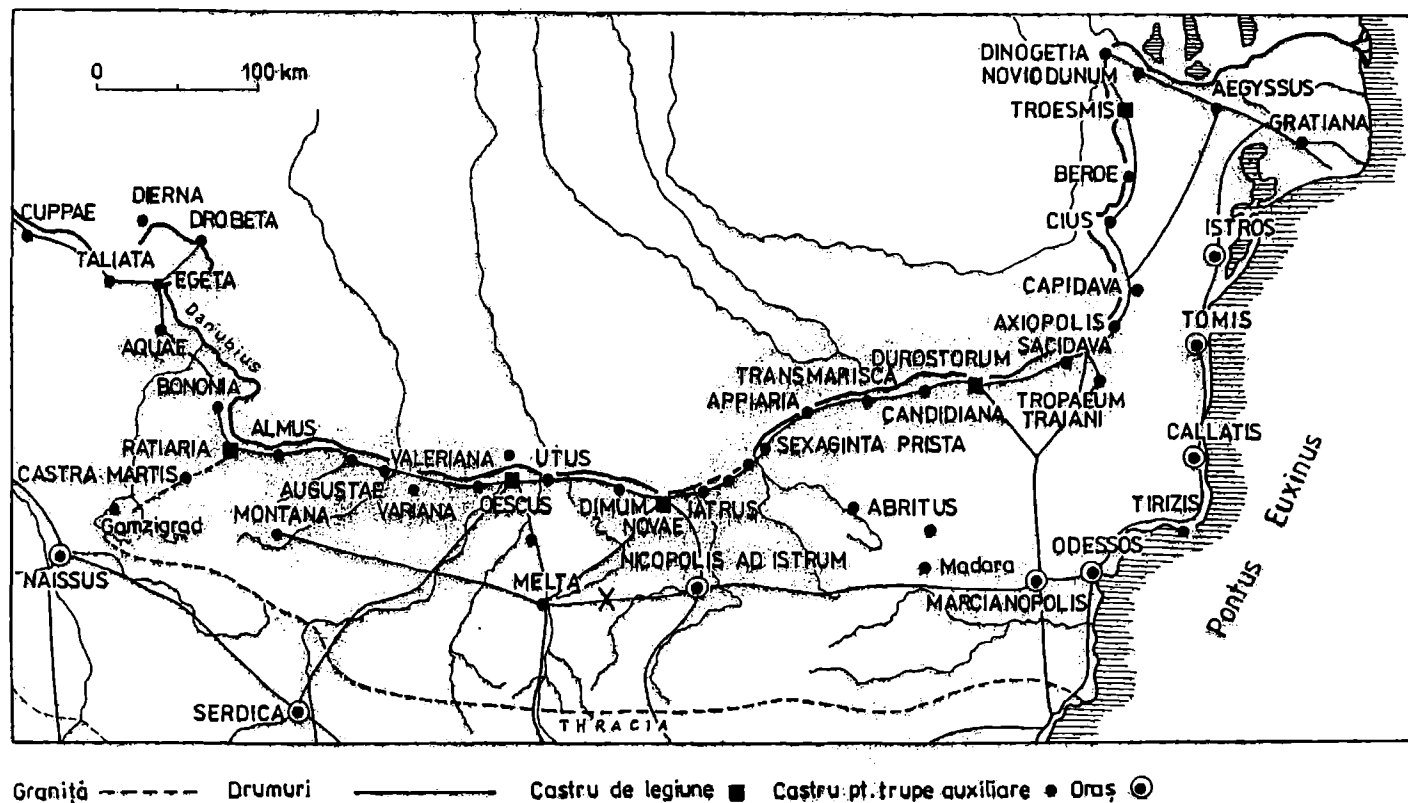 0 100 km
DINOGETIA
NOVIODUNUM
AEGYSSUS
TROESMIS
GRATIANA
BEROE
DIERNA
CUPPAE
DROBETA
CIUS
ISTROS
TALIATA
EGETA
CAPIDAVA
Danubius
AXIOPOLIS
TOMIS
AQUAE
SACIDAVA
DUROSTORUM
BONONIA
TRANSMARISCA
APPIARIA
CANDIDIANA
TROPAEUM
TRAIANI
ALMUS
CALLATIS
RATIARIA
SEXAGINTA PRISTA
VALERIANA
UTUS
CASTRA MARTIS
AUGUSTAE
VARIANA
OESCUS
DIMUM
IATRUS
ABRITUS
TIRIZIS
Pontus Euxinus
Gamzigrad
MONTANA
NOVAE
ODESSOS
NICOPOLIS AD ISTRUM
Madara
NAISSUS
MELTA
MARCIANOPOLIS
SERDICA
THRACIA
Graniță Drumuri Castru de legiune Castru pt. trupe auxiliare Oraș